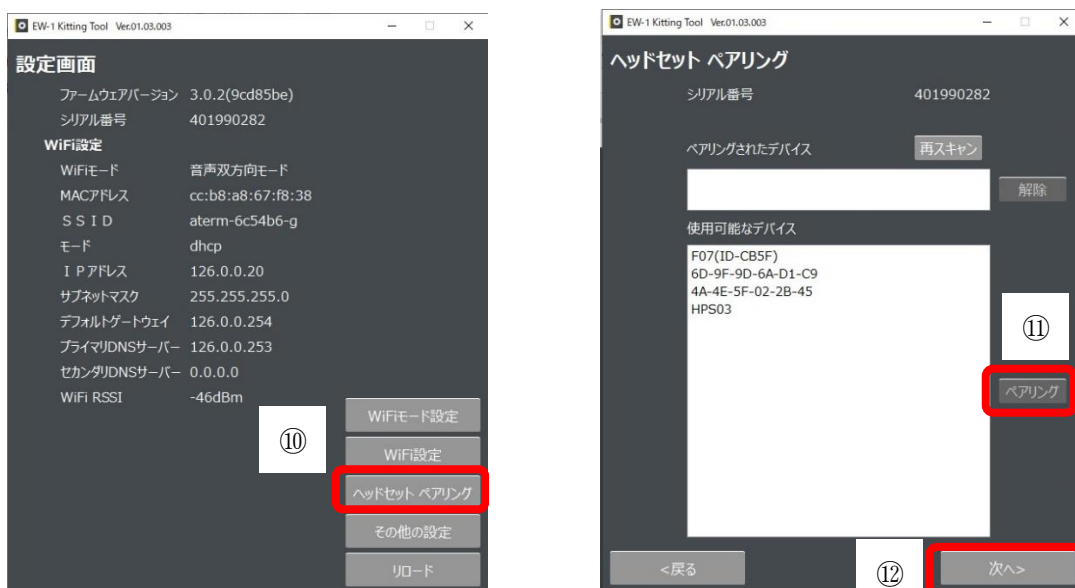 EW-1 Kitting Tool Ver.01.03.003
設定画面
ファームウェアバージョン 3.0.2(9cd85be)
シリアル番号 401990282
WiFi設定
WiFiモード 音声双方向モード
MACアドレス cc:b8:a8:67:f8:38
ＳＳＩＤ aterm-6c54b6-g
モード dhcp
ＩＰアドレス 126.0.0.20
サブネットマスク 255.255.255.0
デフォルトゲートウェイ 126.0.0.254
プライマリDNSサーバー 126.0.0.253
セカンダリDNSサーバー 0.0.0.0
WiFi RSSI -46dBm
WiFiモード設定
⑩
WiFi設定
ヘッドセット ペアリング
その他の設定
リロード
EW-1 Kitting Tool Ver.01.03.003
ヘッドセット ペアリング
シリアル番号 401990282
ペアリングされたデバイス 再スキャン
解除
使用可能なデバイス
F07(ID-CB5F)
6D-9F-9D-6A-D1-C9
4A-4E-5F-02-2B-45
HPS03
⑪
ペアリング
<戻る ⑫ 次へ>